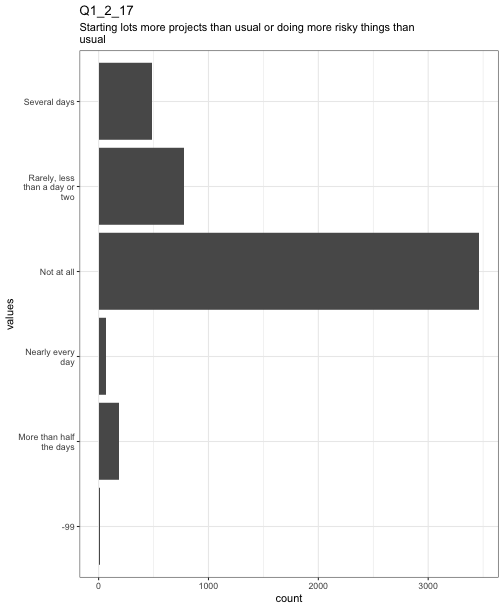 Q1_2_17
Starting lots more projects than usual or doing more risky things than
usual
Several days
Rarely, less
than a day or
two
Not at all
Nearly every
day
More than half
the days
-99
values
0
1000
2000
3000
count